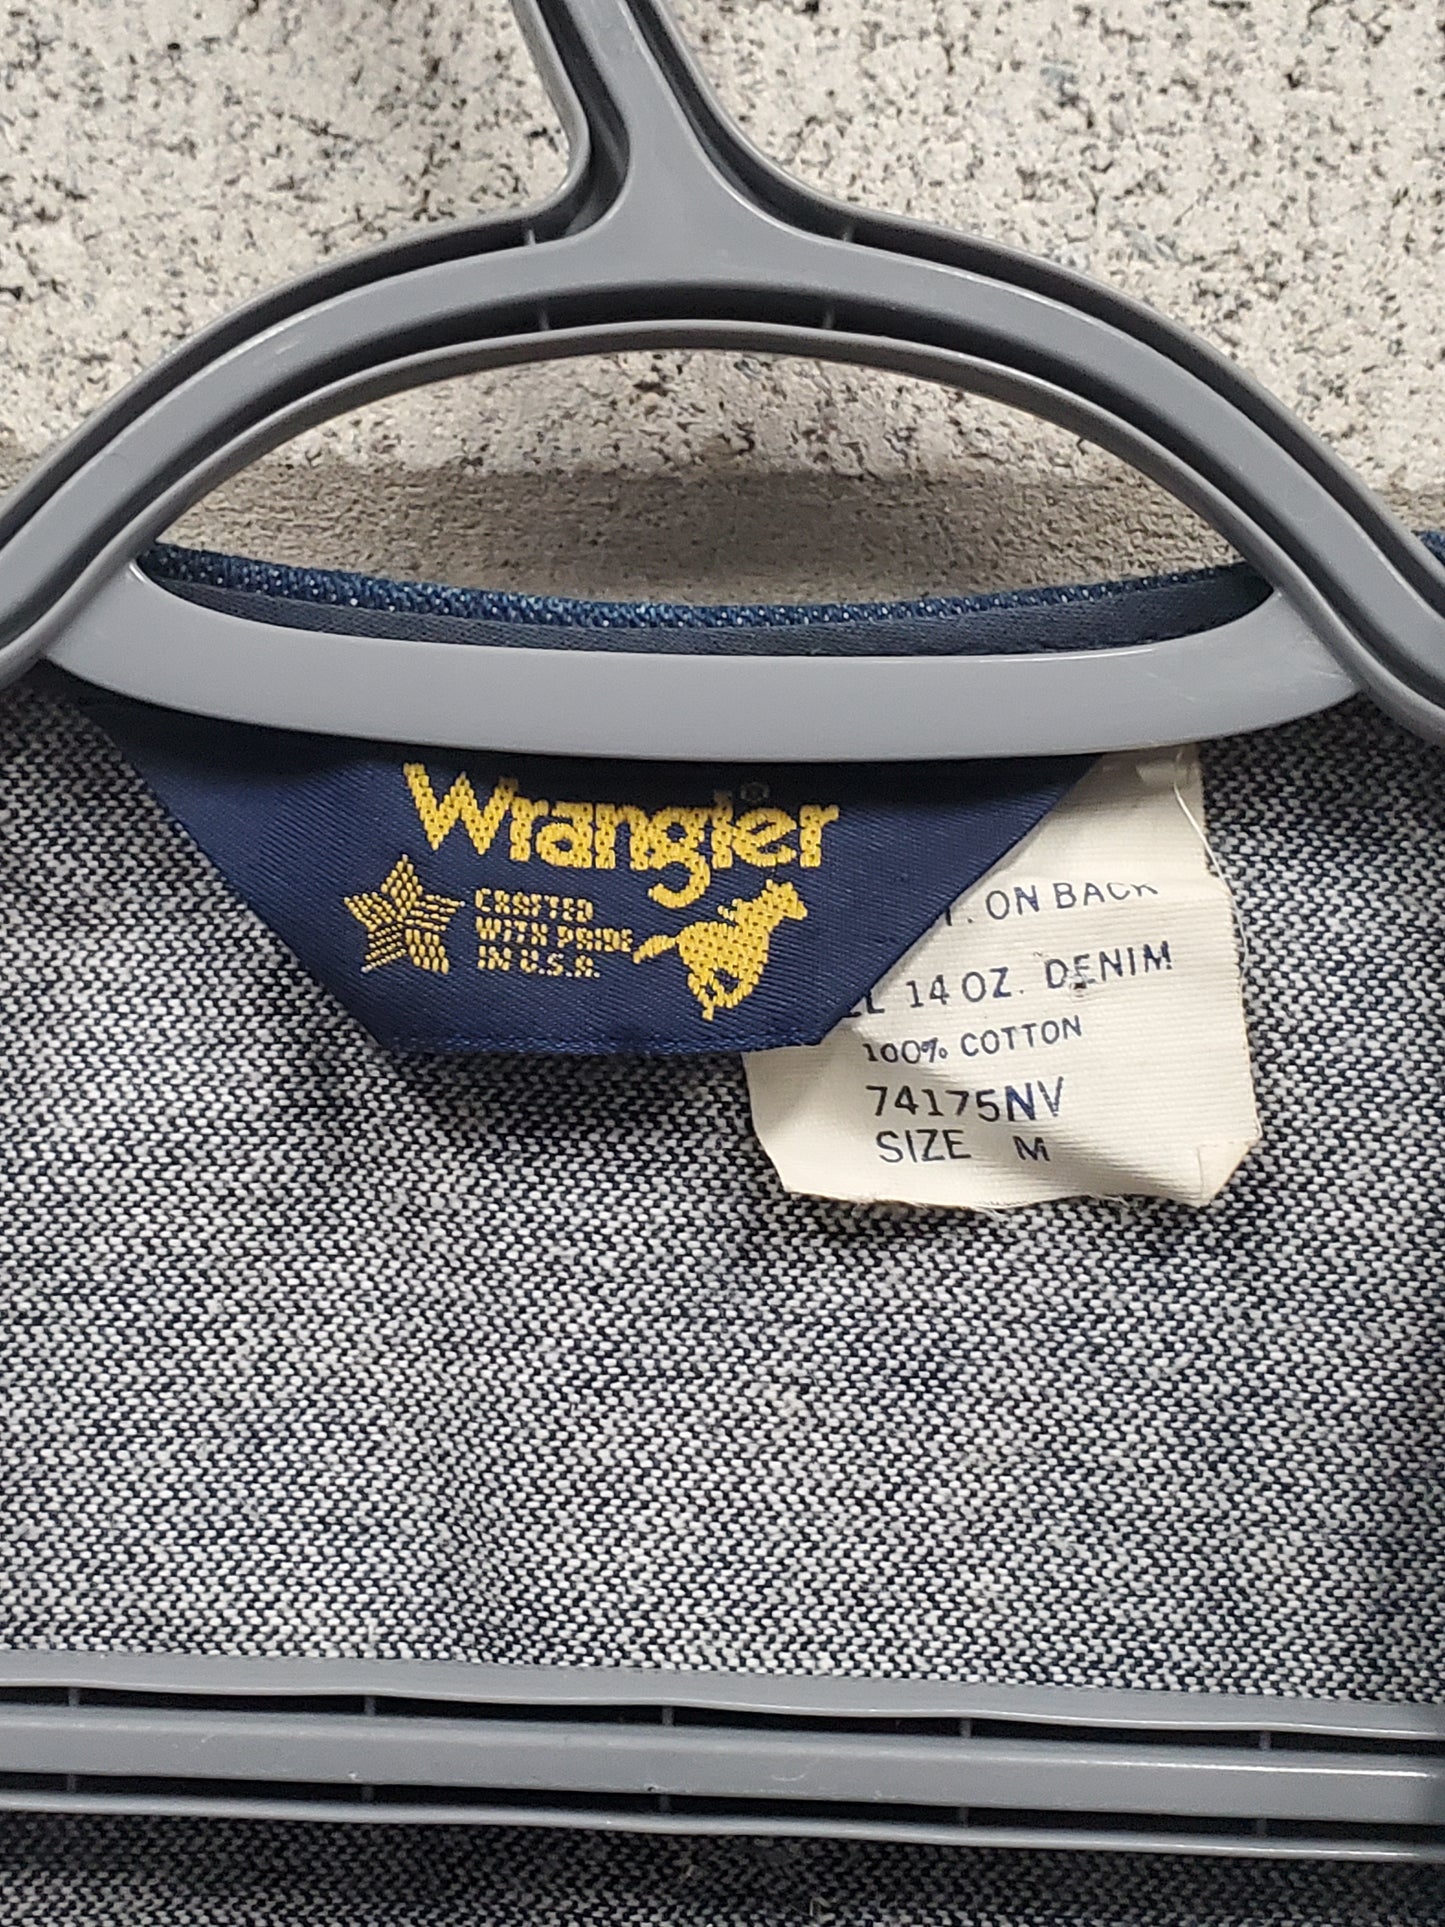 Wrangler
CRAFTED
WITH PRIDE
IN U.S.A.
ON BACK
14 OZ. DENIM
100% COTTON
74175NV
SIZE M